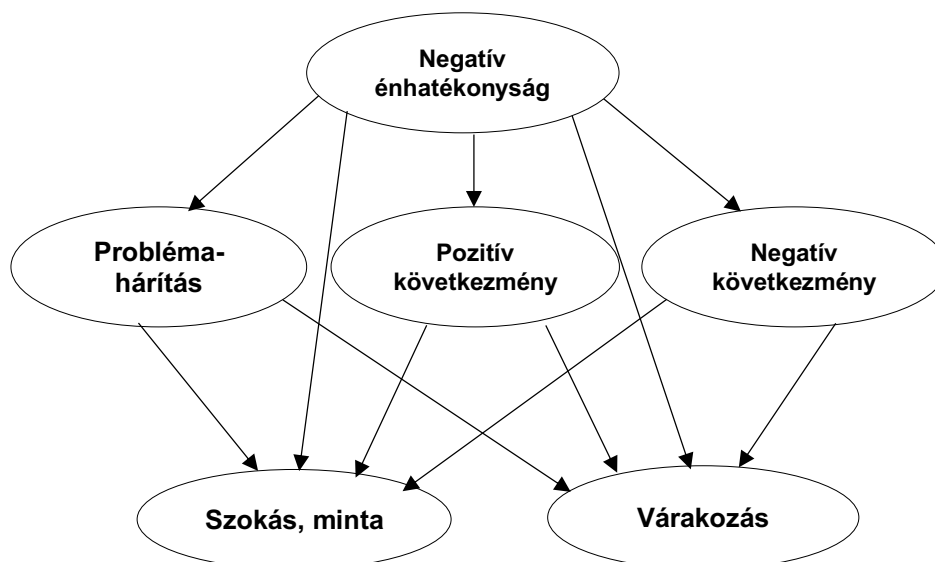 Negatív
énhatékonyság
Probléma-
hárítás
Pozitív
következmény
Negatív
következmény
Szokás, minta
Várakozás